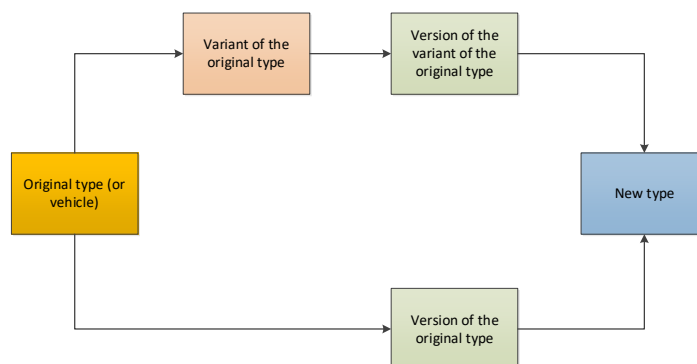 Variant of the
original type
Version of the
variant of the
original type
Original type (or
vehicle)
New type
Version of the
original type